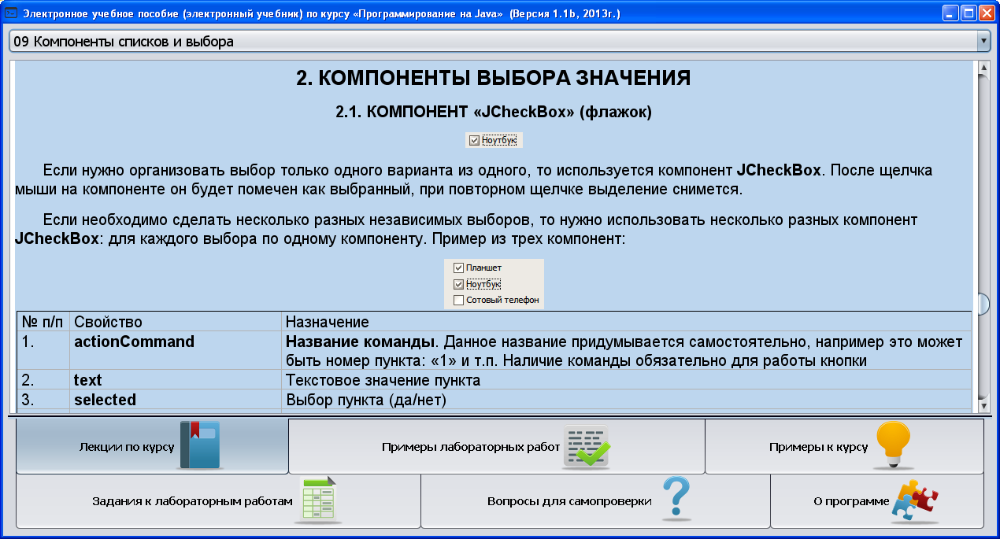 Электронное учебное пособие (электронный учебник) по курсу «Программирование на Java» (Версия 1.1b, 2013г.)
09 Компоненты списков и выбора
2. КОМПОНЕНТЫ ВЫБОРА ЗНАЧЕНИЯ
2.1. КОМПОНЕНТ «JCheckBox» (флажок)
Ноутбук
Если нужно организовать выбор только одного варианта из одного, то используется компонент JCheckBox. После щелчка
мыши на компоненте он будет помечен как выбранный, при повторном щелчке выделение снимется.
Если необходимо сделать несколько разных независимых выборов, то нужно использовать несколько разных компонент
JCheckBox: для каждого выбора по одному компоненту. Пример из трех компонент:
Планшет
Ноутбук
Сотовый телефон
№ п/п Свойство Назначение
1. actionCommand Название команды. Данное название придумывается самостоятельно, например это может
быть номер пункта: «1» и т.п. Наличие команды обязательно для работы кнопки
2. text Текстовое значение пункта
3. selected Выбор пункта (да/нет)
Лекции по курсу Примеры лабораторных работ Примеры к курсу
Задания к лабораторным работам Вопросы для самопроверки О программе